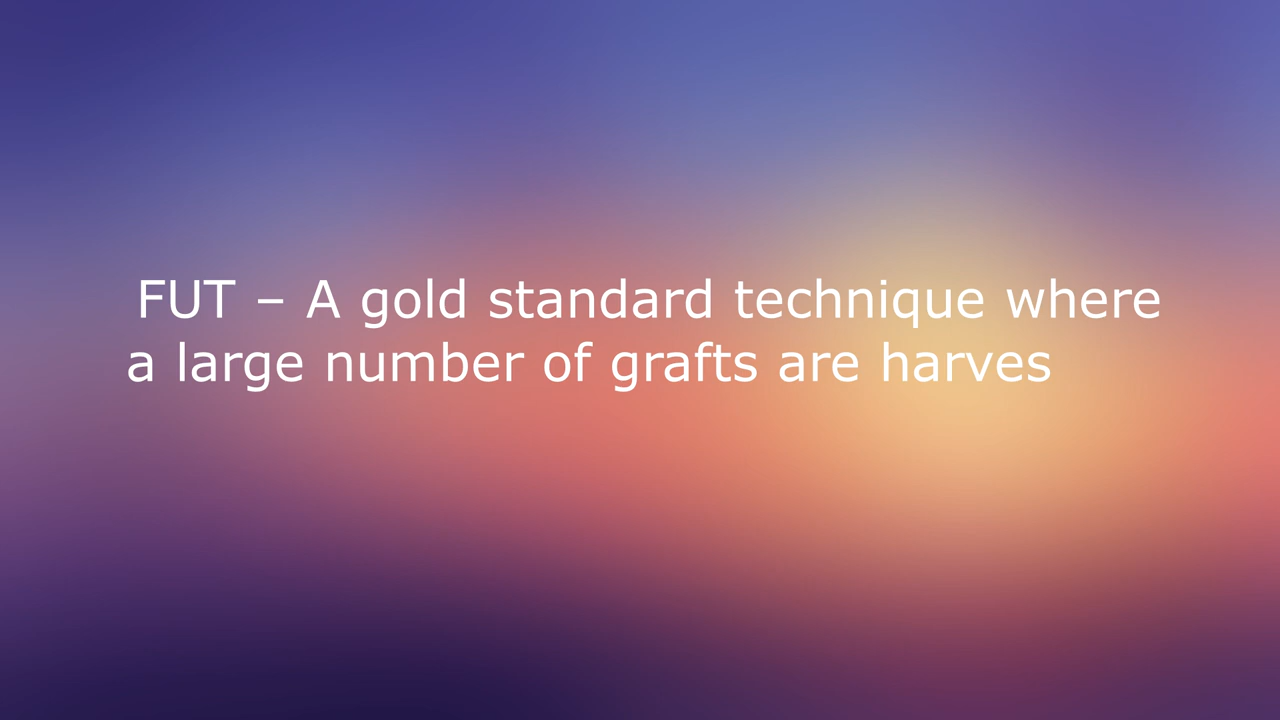 FUT – A gold standard technique where
a large number of grafts are harves